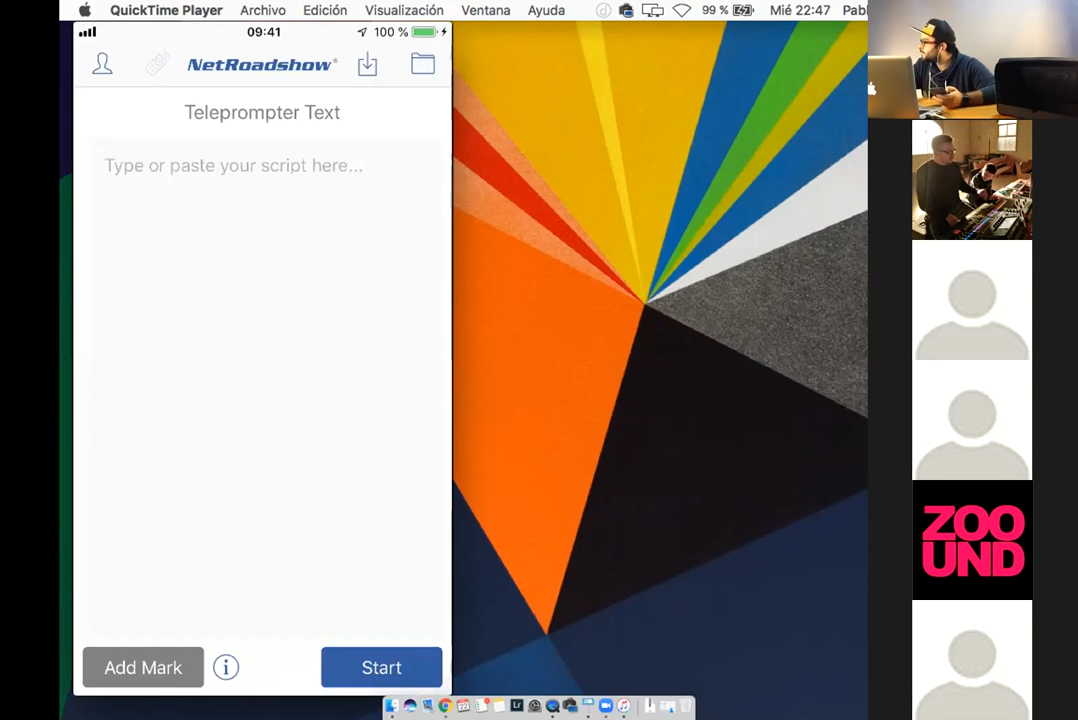 QuickTime Player Archivo Edición Visualización Ventana Ayuda 99 % Mié 22:47 Pabl
09:41 100 %
NetRoadshow®
Teleprompter Text
Type or paste your script here...
Add Mark i Start
ZOO
UND